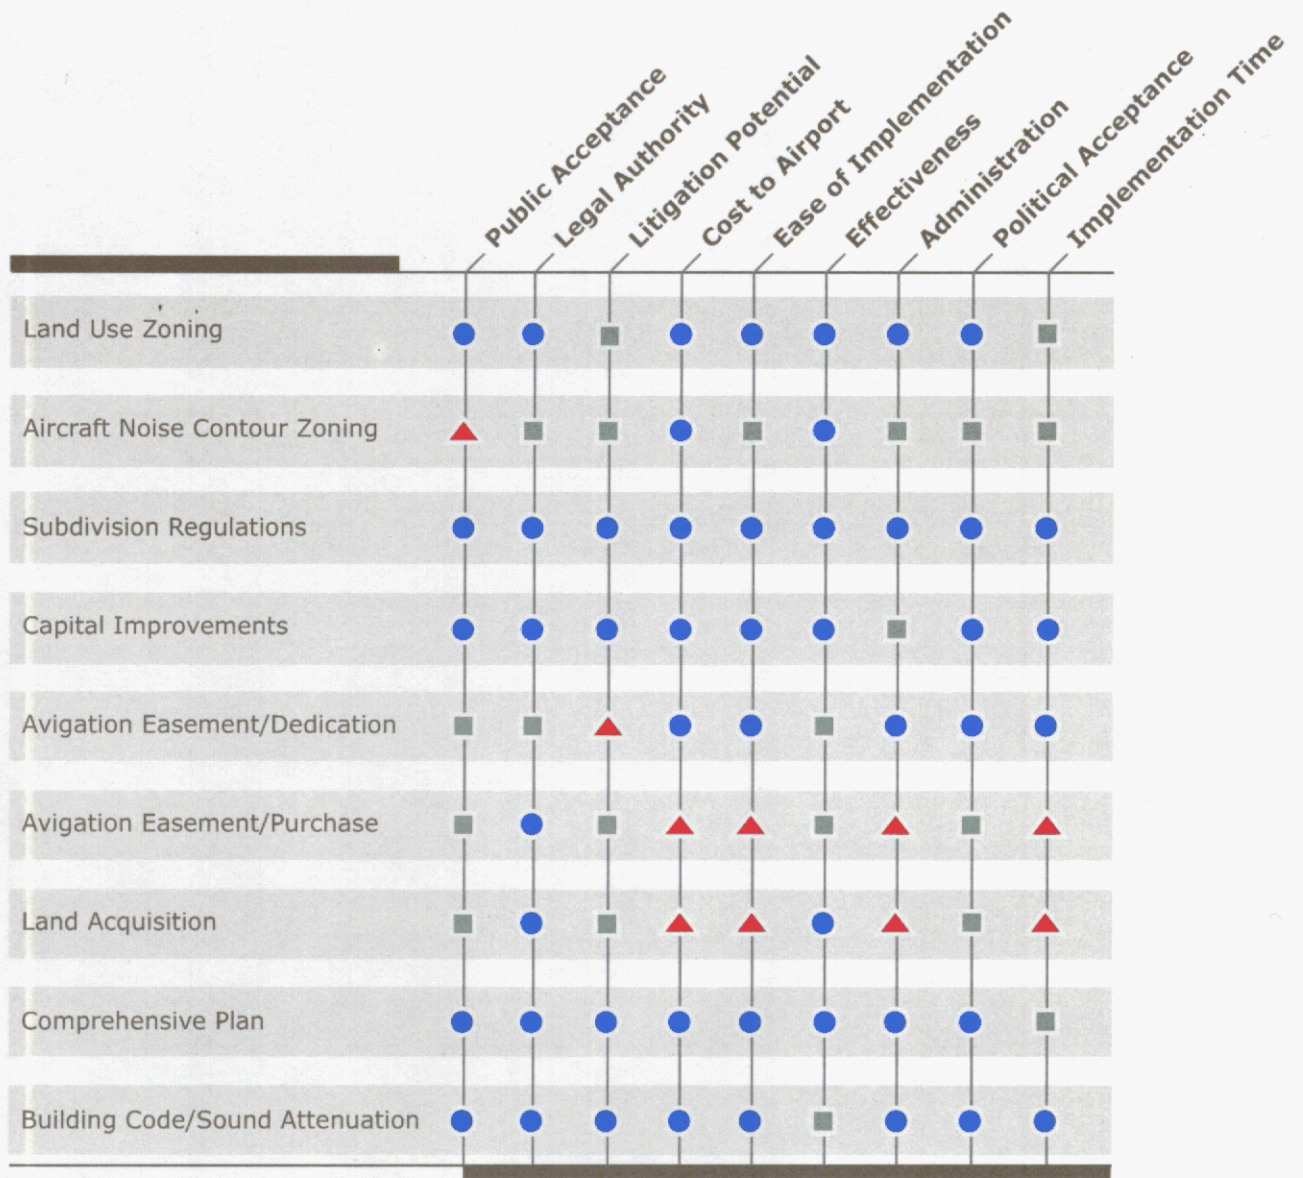 Public Acceptance
Legal Authority
Litigation Potential
Cost to Airport
Ease of Implementation
Effectiveness
Administration
Political Acceptance
Implementation Time
Land Use Zoning
Aircraft Noise Contour Zoning
Subdivision Regulations
Capital Improvements
Avigation Easement/Dedication
Avigation Easement/Purchase
Land Acquisition
Comprehensive Plan
Building Code/Sound Attenuation